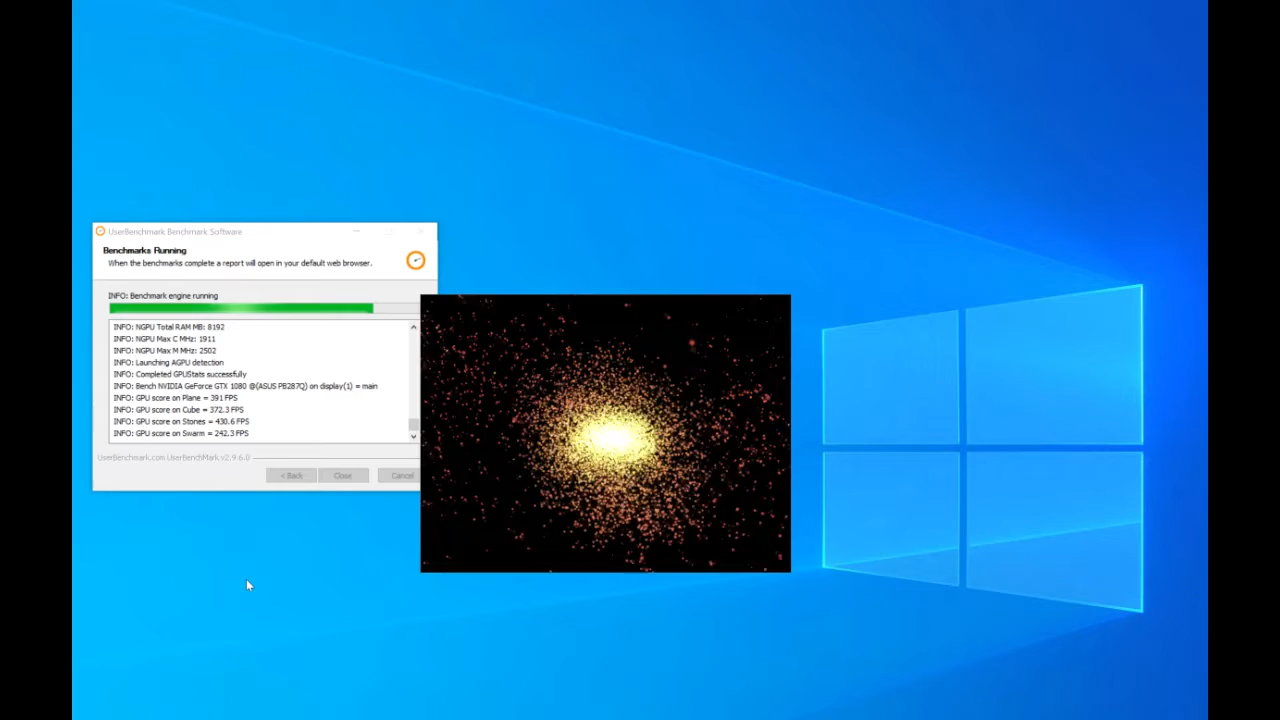 UserBenchmark Benchmark Software
Benchmarks Running
When the benchmarks complete a report will open in your default web browser.
INFO: Benchmark engine running
INFO: NGPU Total RAM MB: 8192
INFO: NGPU Max C MHz: 1911
INFO: NGPU Max M MHz: 2502
INFO: Launching AGPU detection
INFO: Completed GPUStats successfully
INFO: Bench NVIDIA GeForce GTX 1080 @(ASUS PB287Q) on display(1) = main
INFO: GPU score on Plane = 391 FPS
INFO: GPU score on Cube = 372.3 FPS
INFO: GPU score on Stones = 430.6 FPS
INFO: GPU score on Swarm = 242.3 FPS
UserBenchmark.com UserBenchMark.v2.9.6.0
< Back Close Cancel